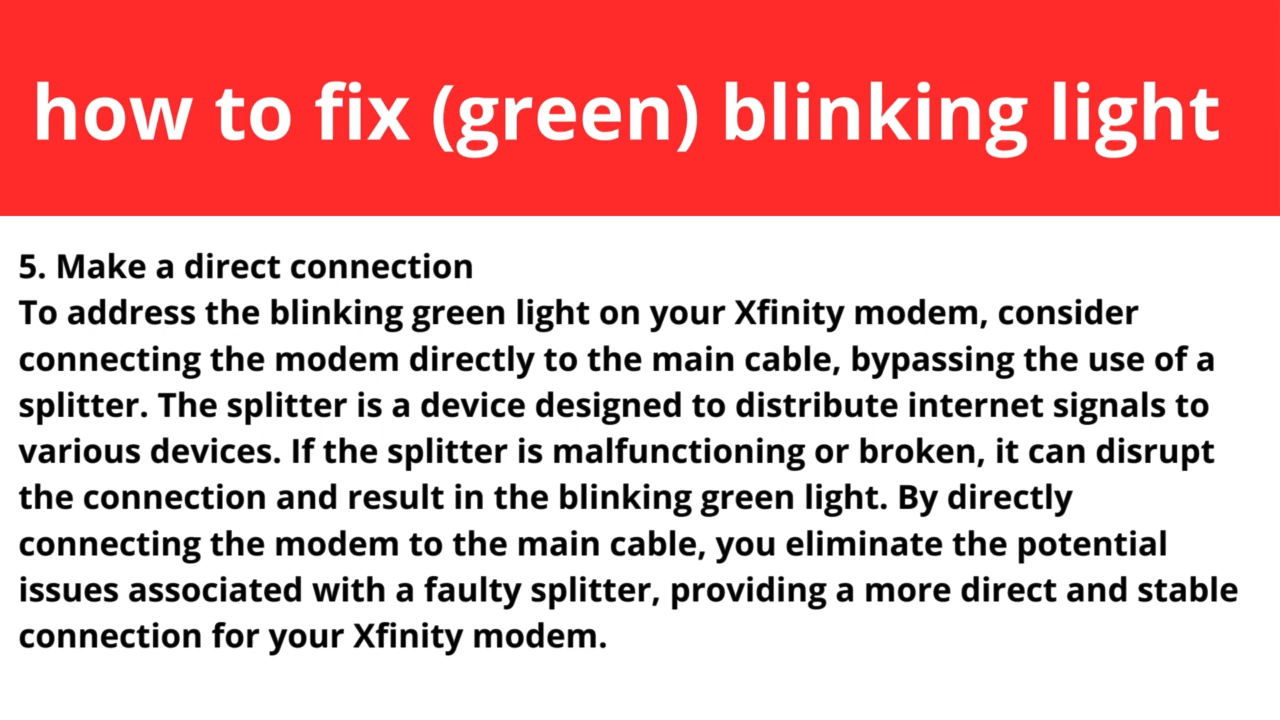 how to fix (green) blinking light
5. Make a direct connection
To address the blinking green light on your Xfinity modem, consider
connecting the modem directly to the main cable, bypassing the use of a
splitter. The splitter is a device designed to distribute internet signals to
various devices. If the splitter is malfunctioning or broken, it can disrupt
the connection and result in the blinking green light. By directly
connecting the modem to the main cable, you eliminate the potential
issues associated with a faulty splitter, providing a more direct and stable
connection for your Xfinity modem.